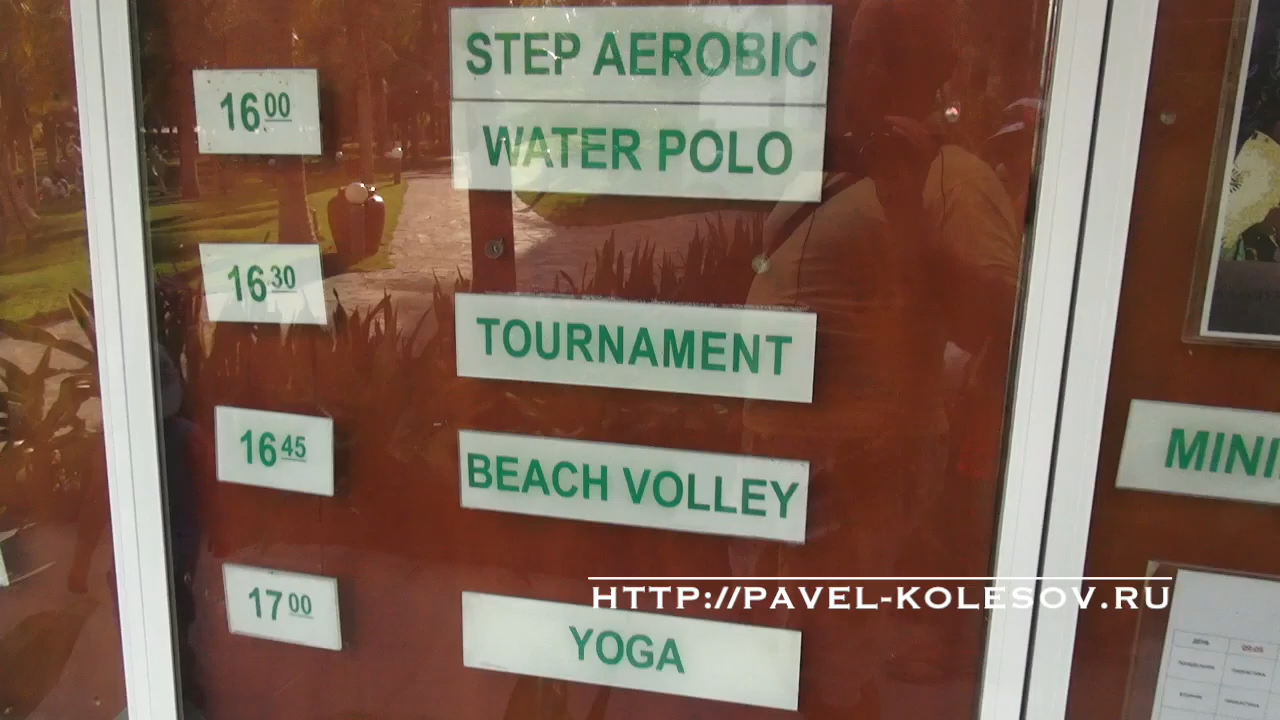 STEP AEROBIC
16 00
WATER POLO
16 30
TOURNAMENT
16 45
BEACH VOLLEY
MINI
17 00
YOGA
HTTP://PAVEL-KOLESOV.RU
ДЕНЬ